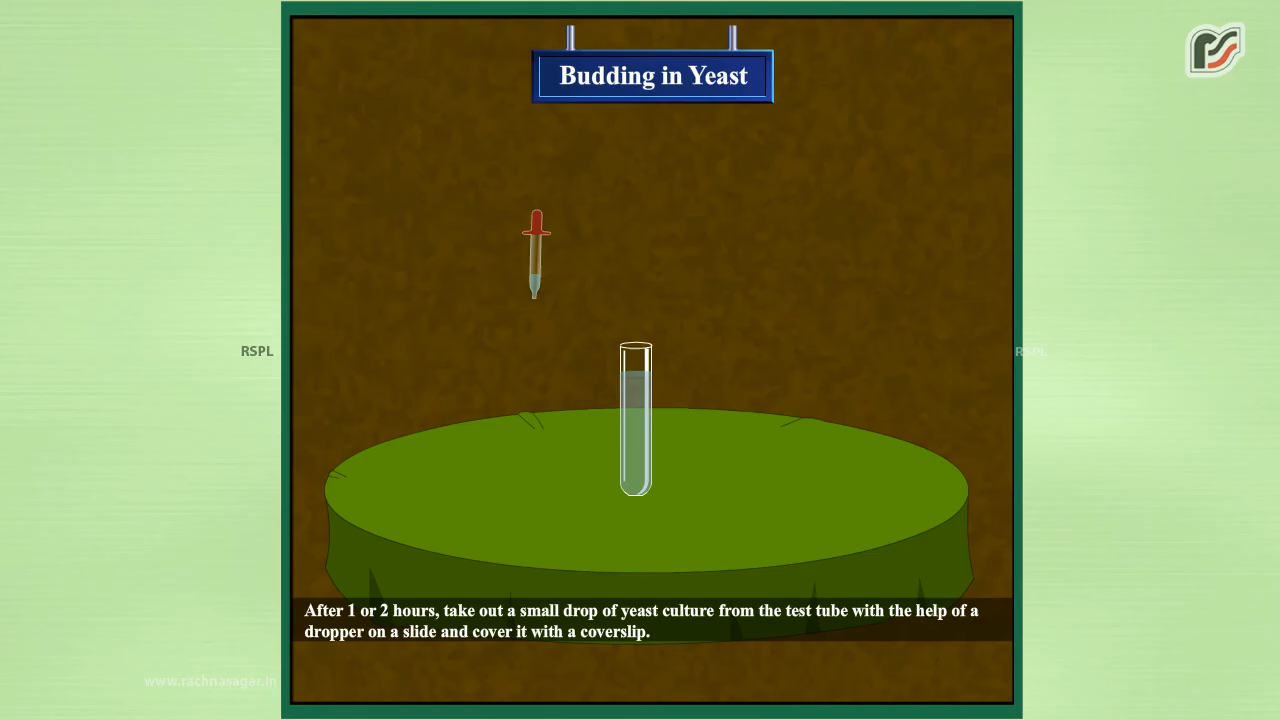 Budding in Yeast
RSPL
RSPL
After 1 or 2 hours, take out a small drop of yeast culture from the test tube with the help of a
dropper on a slide and cover it with a coverslip.
www.rachnasagar.in